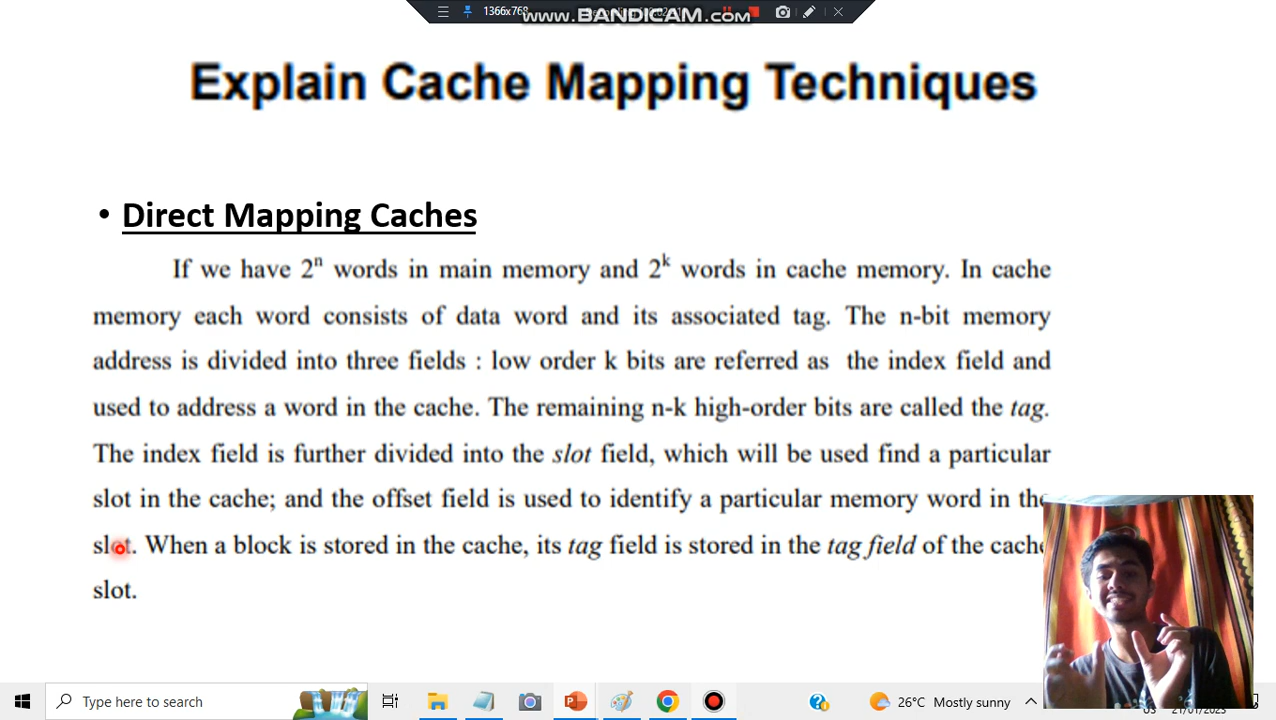 1366x768
www.BANDICAM.com
Explain Cache Mapping Techniques
• Direct Mapping Caches
If we have 2ⁿ words in main memory and 2ᵏ words in cache memory. In cache
memory each word consists of data word and its associated tag. The n-bit memory
address is divided into three fields : low order k bits are referred as the index field and
used to address a word in the cache. The remaining n-k high-order bits are called the tag.
The index field is further divided into the slot field, which will be used find a particular
slot in the cache; and the offset field is used to identify a particular memory word in the
slot. When a block is stored in the cache, its tag field is stored in the tag field of the cache
slot.
Type here to search
26°C Mostly sunny
US
21/01/2023